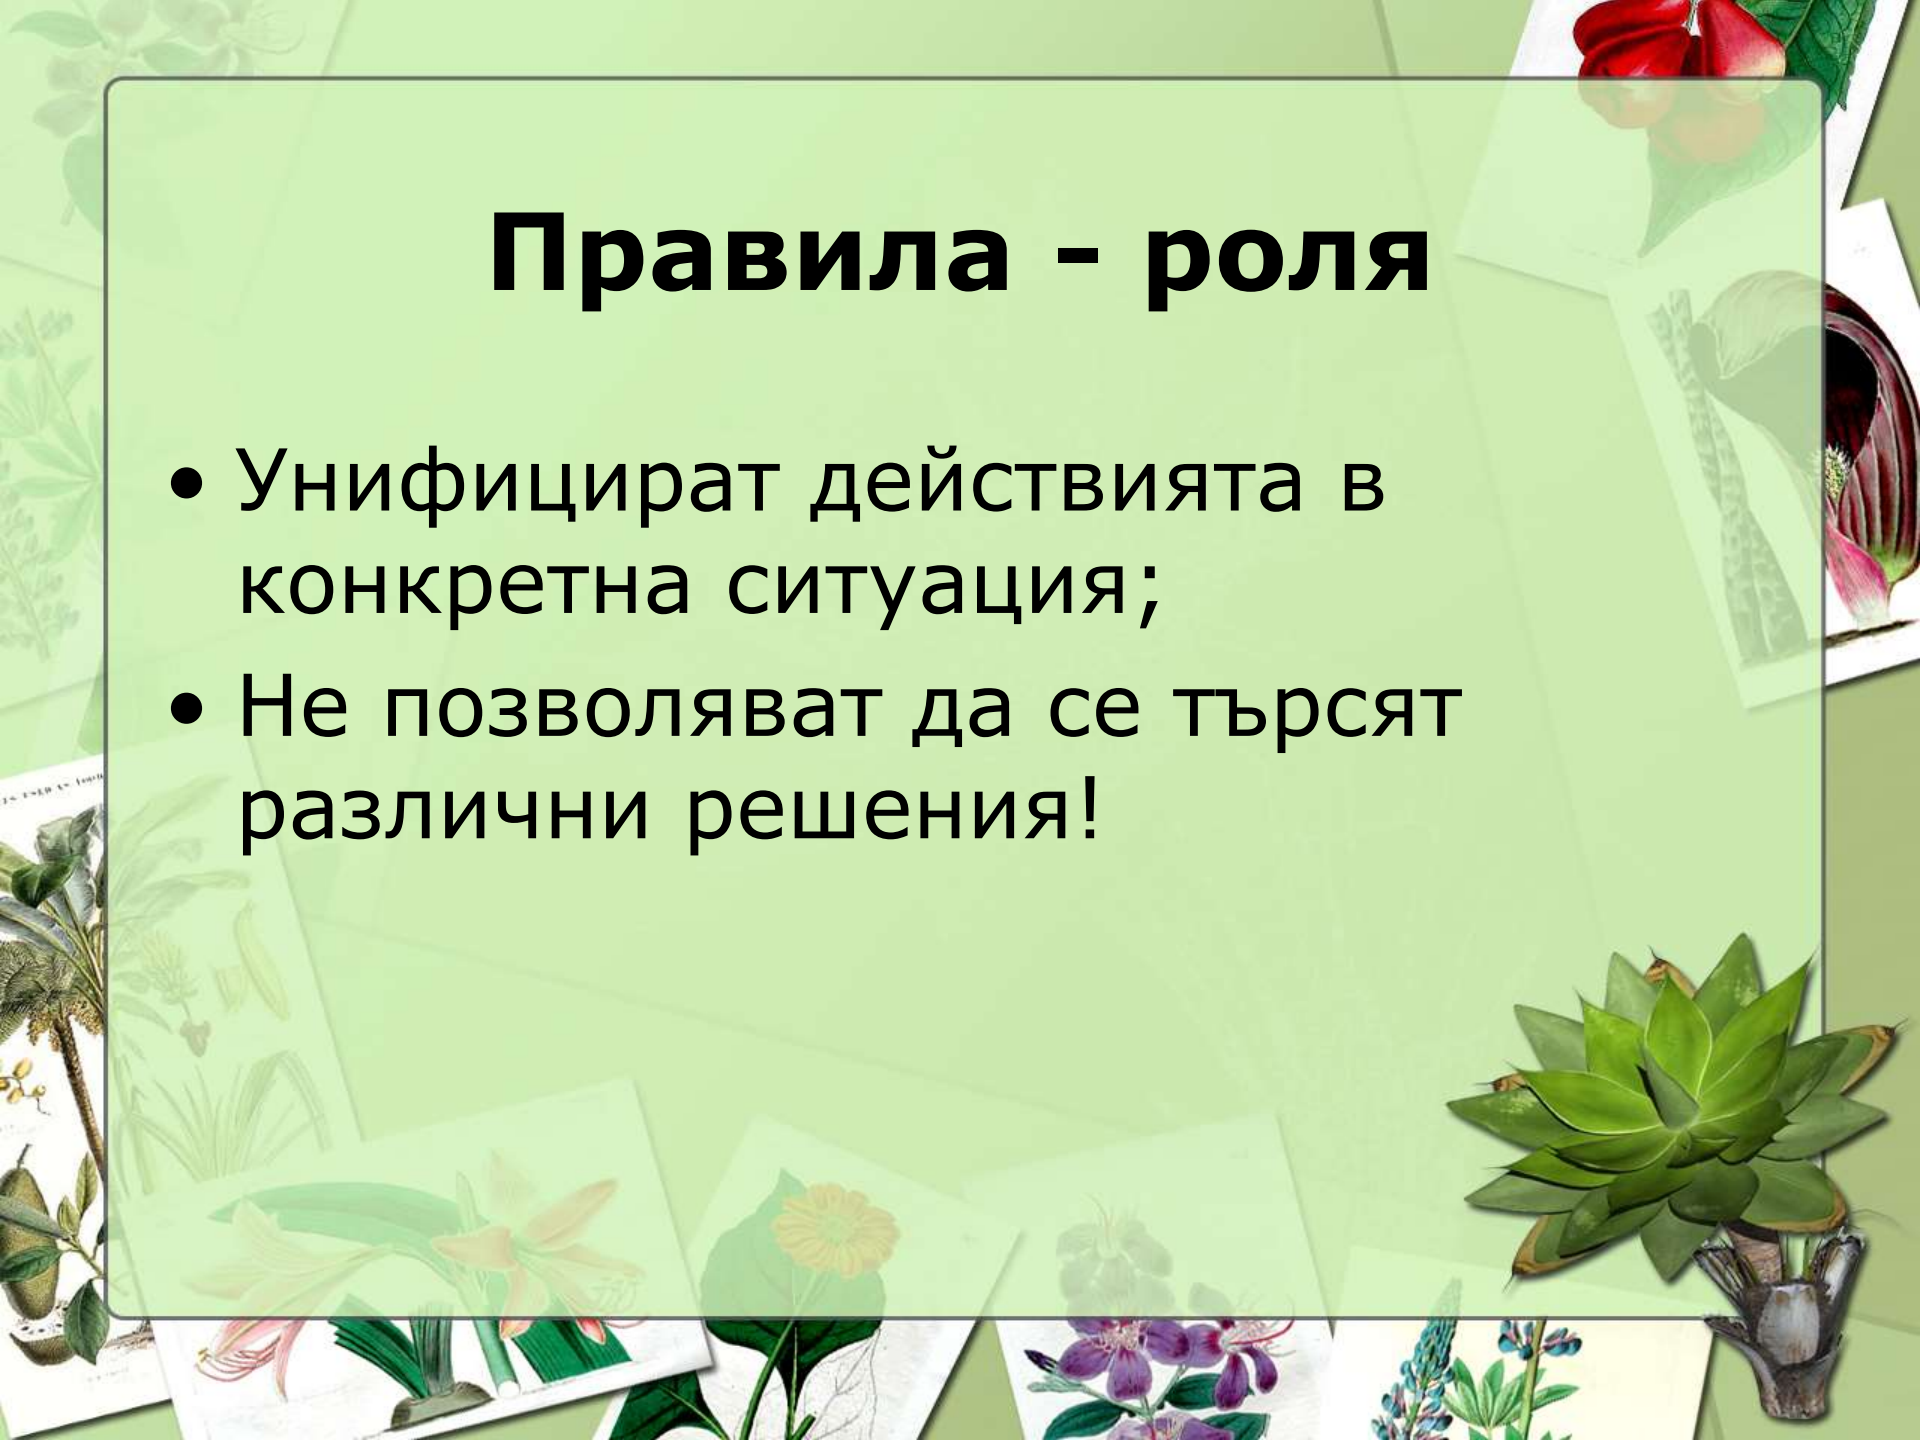 Правила - роля
• Унифицират действията в
конкретна ситуация;
• Не позволяват да се търсят
различни решения!